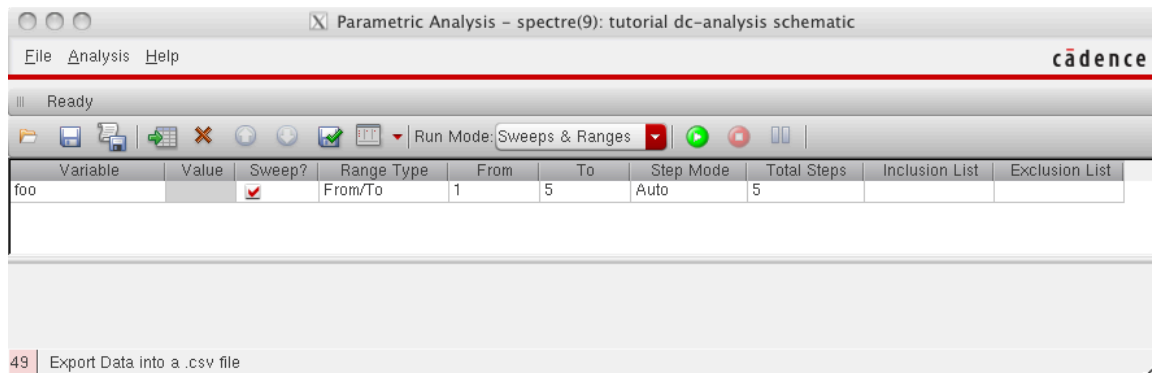 Parametric Analysis – spectre(9): tutorial dc-analysis schematic
File Analysis Help
cādence
Ready
Run Mode: Sweeps & Ranges
Variable Value Sweep? Range Type From To Step Mode Total Steps Inclusion List Exclusion List
foo From/To 1 5 Auto 5
49 Export Data into a .csv file